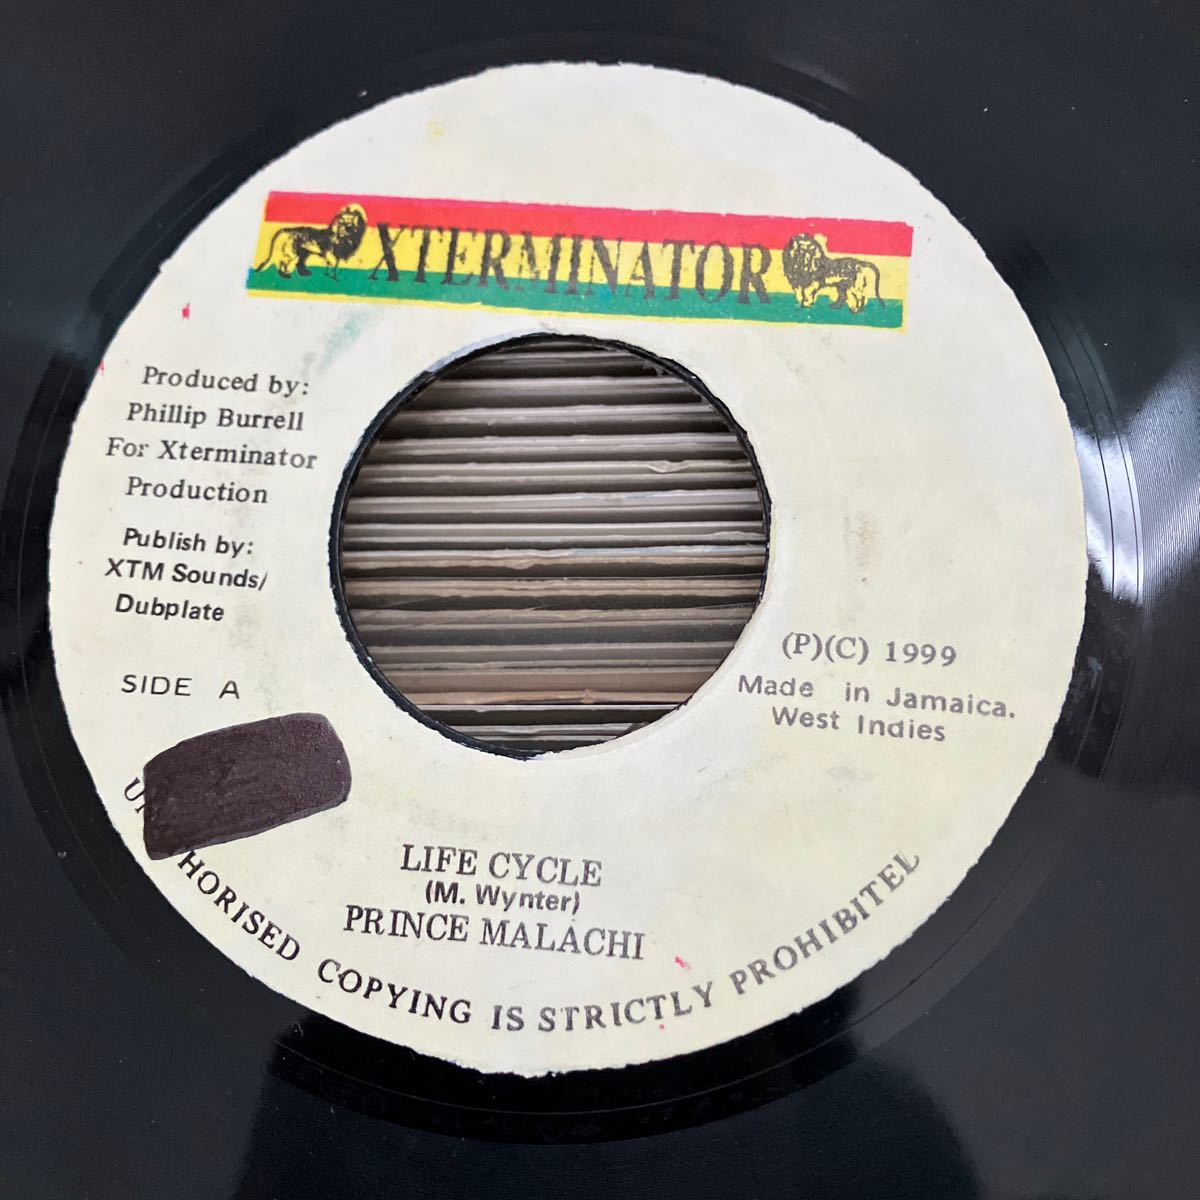 XTERMINATOR
Produced by:
Phillip Burrell
For Xterminator
Production
Publish by:
XTM Sounds/
Dubplate
SIDE A
(P)(C) 1999
Made in Jamaica.
West Indies
LIFE CYCLE
(M. Wynter)
PRINCE MALACHI
HORISED COPYING IS STRICTLY PROHIBITED